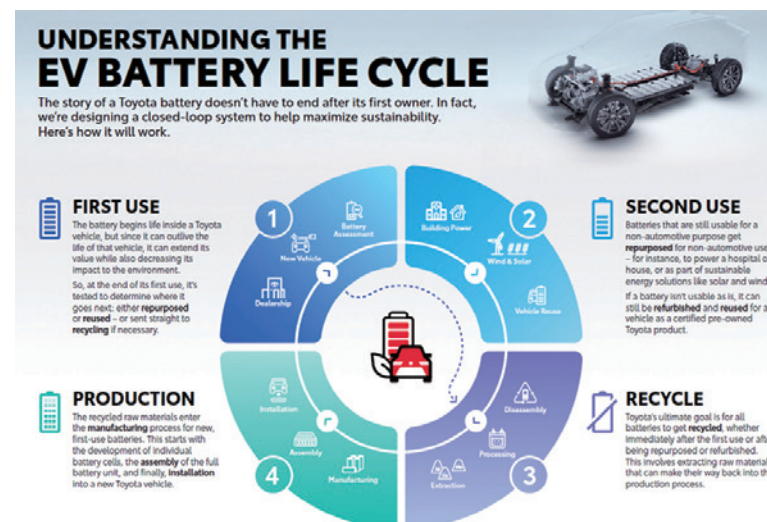 UNDERSTANDING THE
EV BATTERY LIFE CYCLE
The story of a Toyota battery doesn't have to end after its first owner. In fact,
we're designing a closed-loop system to help maximize sustainability.
Here's how it will work.
FIRST USE
The battery begins life inside a Toyota
vehicle, but since it can outlive the
life of that vehicle, it can extend its
value while also decreasing its
impact to the environment.
So, at the end of its first use, it's
tested to determine where it
goes next: either repurposed
or reused – or sent straight to
recycling if necessary.
1
Battery
Assessment
New Vehicle
Dealership
2
Building Power
Wind & Solar
Vehicle Reuse
SECOND USE
Batteries that are still usable for a
non-automotive purpose get
repurposed for non-automotive use
– for instance, to power a hospital o
house, or as part of sustainable
energy solutions like solar and wind
If a battery isn't usable as is, it can
still be refurbished and reused for a
vehicle as a certified pre-owned
Toyota product.
PRODUCTION
The recycled raw materials enter
the manufacturing process for new,
first-use batteries. This starts with
the development of individual
battery cells, the assembly of the full
battery unit, and finally, installation
into a new Toyota vehicle.
Installation
Assembly
Manufacturing
4
Disassembly
Processing
Extraction
3
RECYCLE
Toyota's ultimate goal is for all
batteries to get recycled, whether
immediately after the first use or afte
being repurposed or refurbished.
This involves extracting raw material
that can make their way back into th
production process.